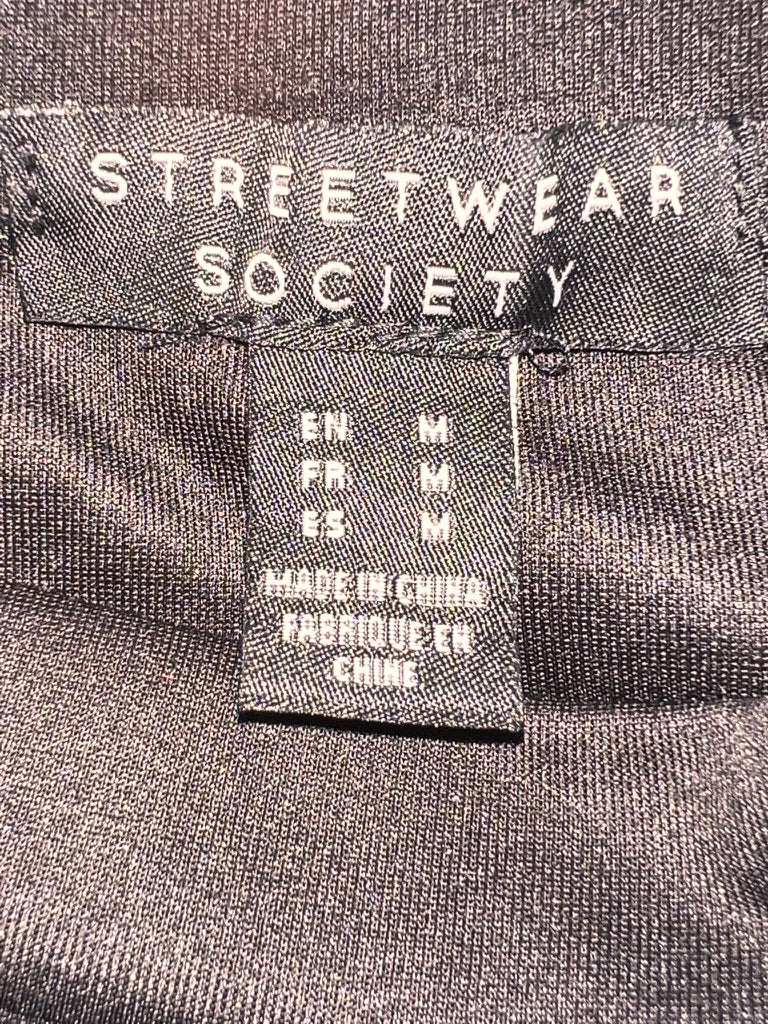 STREETWEAR
SOCIETY
EN M
FR M
ES M
MADE IN CHINA
FABRIQUE EN
CHINE